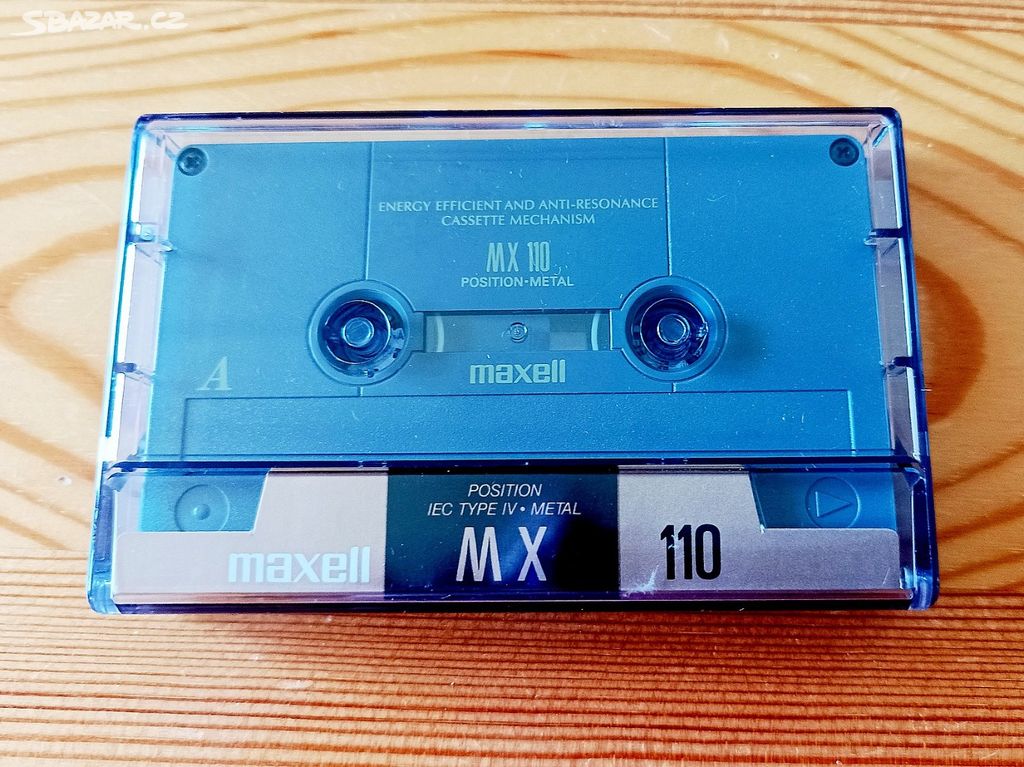 SBAZAR.CZ
ENERGY EFFICIENT AND ANTI-RESONANCE
CASSETTE MECHANISM
MX 110
POSITION-METAL
maxell
A
POSITION
IEC TYPE IV • METAL
maxell MX 110